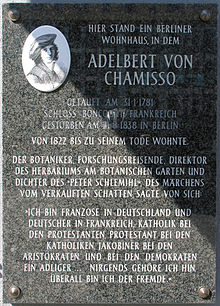 HIER STAND EIN BERLINER
WOHNHAUS, IN DEM
ADELBERT VON
CHAMISSO
GETAUFT AM 31·1·1781
SCHLOSS BONCOURT/FRANKREICH
GESTORBEN AM 21·8·1838 IN BERLIN
VON 1822 BIS ZU SEINEM TODE WOHNTE.
DER BOTANIKER, FORSCHUNGSREISENDE, DIREKTOR
DES HERBARIUMS AM BOTANISCHEN GARTEN UND
DICHTER DES "PETER SCHLEMIHL", DES MÄRCHENS
VOM VERKAUFTEN SCHATTEN, SAGTE VON SICH
"ICH BIN FRANZOSE IN DEUTSCHLAND UND
DEUTSCHER IN FRANKREICH, KATHOLIK BEI
DEN PROTESTANTEN, PROTESTANT BEI DEN
KATHOLIKEN, JAKOBINER BEI DEN
ARISTOKRATEN UND BEI DEN DEMOKRATEN
EIN ADLIGER ... NIRGENDS GEHÖRE ICH HIN,
ÜBERALL BIN ICH DER FREMDE."